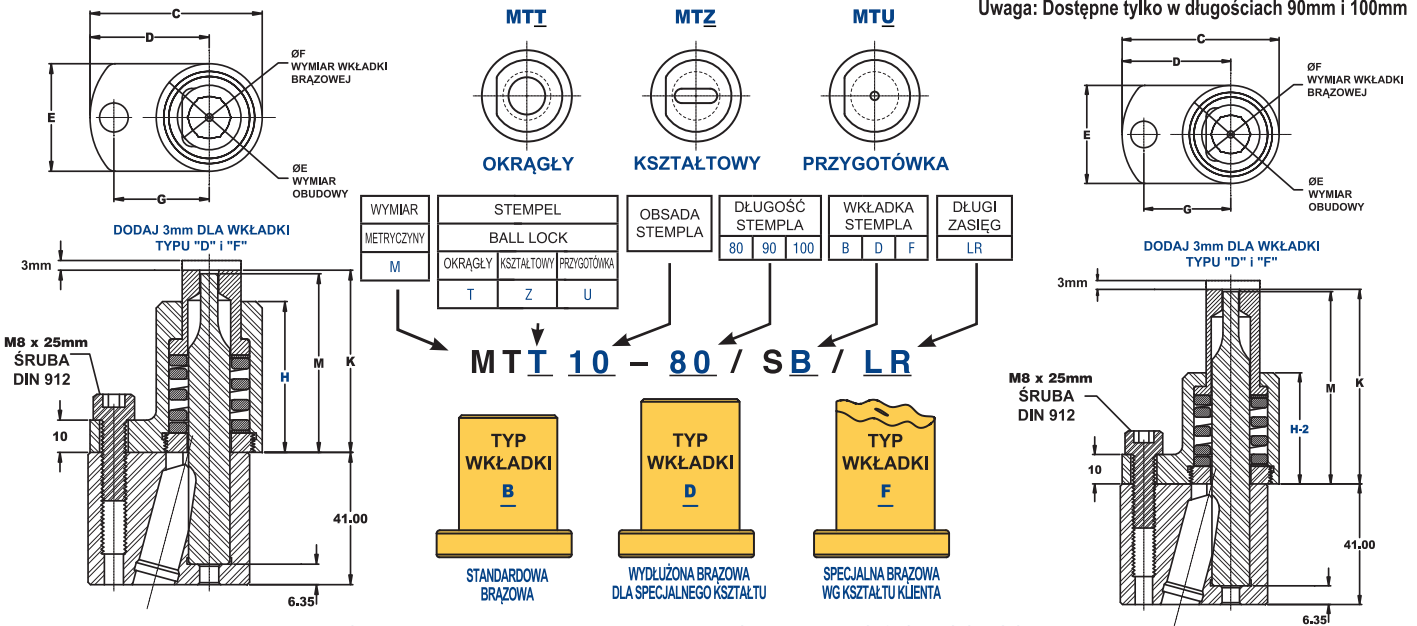 Uwaga: Dostępne tylko w długościach 90mm i 100mm
C
D
E
G
ØF
WYMIAR WKŁADKI
BRĄZOWEJ
ØE
WYMIAR
OBUDOWY
MTT
OKRĄGŁY
MTZ
KSZTAŁTOWY
MTU
PRZYGOTÓWKA
C
D
E
G
ØF
WYMIAR WKŁADKI
BRĄZOWEJ
ØE
WYMIAR
OBUDOWY
WYMIAR
METRYCZYNY
M
STEMPEL
BALL LOCK
OKRĄGŁY KSZTAŁTOWY PRZYGOTÓWKA
T Z U
OBSADA
STEMPLA
DŁUGOŚĆ
STEMPLA
80 90 100
WKŁADKA
STEMPLA
B D F
DŁUGI
ZASIĘG
LR
MTT 10 – 80 / SB / LR
DODAJ 3mm DLA WKŁADKI
TYPU "D" i "F"
3mm
M8 x 25mm
ŚRUBA
DIN 912
10
H
M
K
41.00
6.35
TYP
WKŁADKI
B
STANDARDOWA
BRĄZOWA
TYP
WKŁADKI
D
WYDŁUŻONA BRĄZOWA
DLA SPECJALNEGO KSZTAŁTU
TYP
WKŁADKI
F
SPECJALNA BRĄZOWA
WG KSZTAŁTU KLIENTA
DODAJ 3mm DLA WKŁADKI
TYPU "D" i "F"
3mm
M8 x 25mm
ŚRUBA
DIN 912
10
H-2
M
K
41.00
6.35